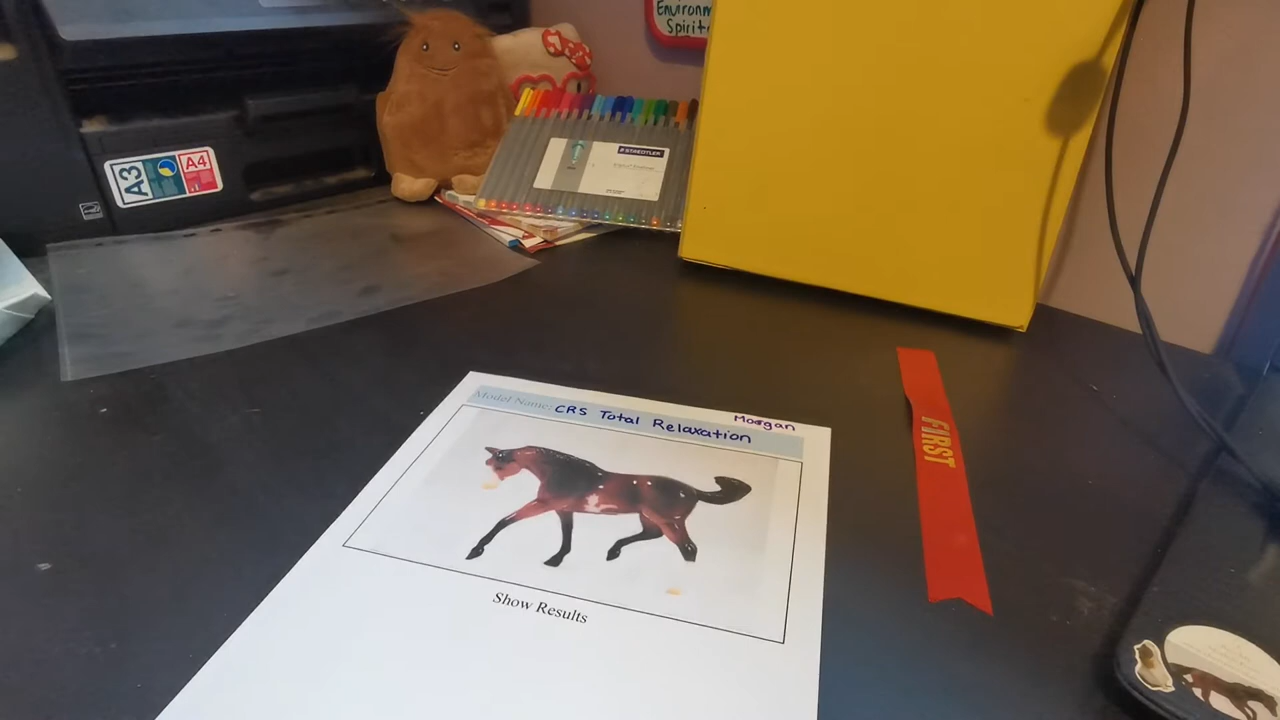 Environm
Spirit
A3
A4
STAEDTLER
Model Name: CRS Total Relaxation
Morgan
FIRST
Show Results